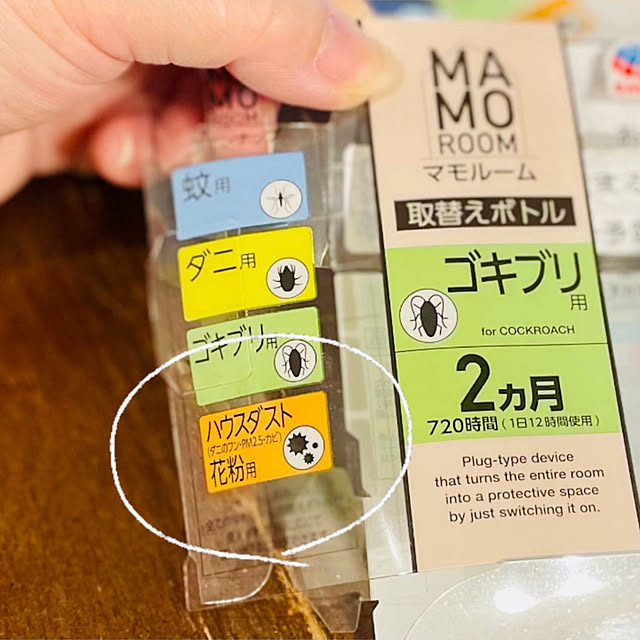 MA
MO
ROOM
マモルーム
取替えボトル
ゴキブリ用
for COCKROACH
2ヵ月
720時間(1日12時間使用)
Plug-type device
that turns the entire room
into a protective space
by just switching it on.
MO
ROOM
蚊用
ダニ用
ゴキブリ用
ハウスダスト
(ダニのフン・PM2.5・カビ)
花粉用